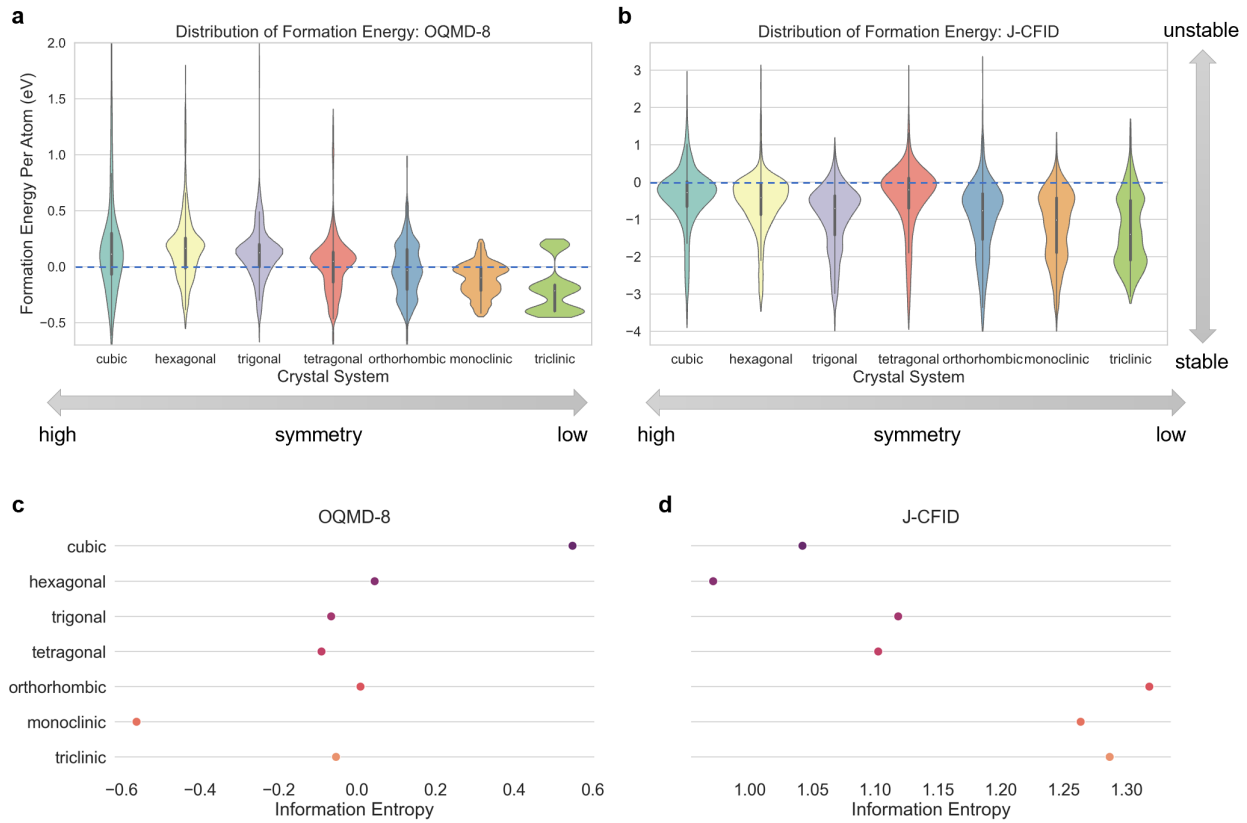 a
Distribution of Formation Energy: OQMD-8
Formation Energy Per Atom (eV)
2.0
1.5
1.0
0.5
0.0
−0.5
cubic hexagonal trigonal tetragonal orthorhombic monoclinic triclinic
Crystal System
high symmetry low
b
Distribution of Formation Energy: J-CFID
3
2
1
0
−1
−2
−3
−4
cubic hexagonal trigonal tetragonal orthorhombic monoclinic triclinic
Crystal System
high symmetry low
unstable
stable
c
OQMD-8
cubic
hexagonal
trigonal
tetragonal
orthorhombic
monoclinic
triclinic
−0.6 −0.4 −0.2 0.0 0.2 0.4 0.6
Information Entropy
d
J-CFID
1.00 1.05 1.10 1.15 1.20 1.25 1.30
Information Entropy